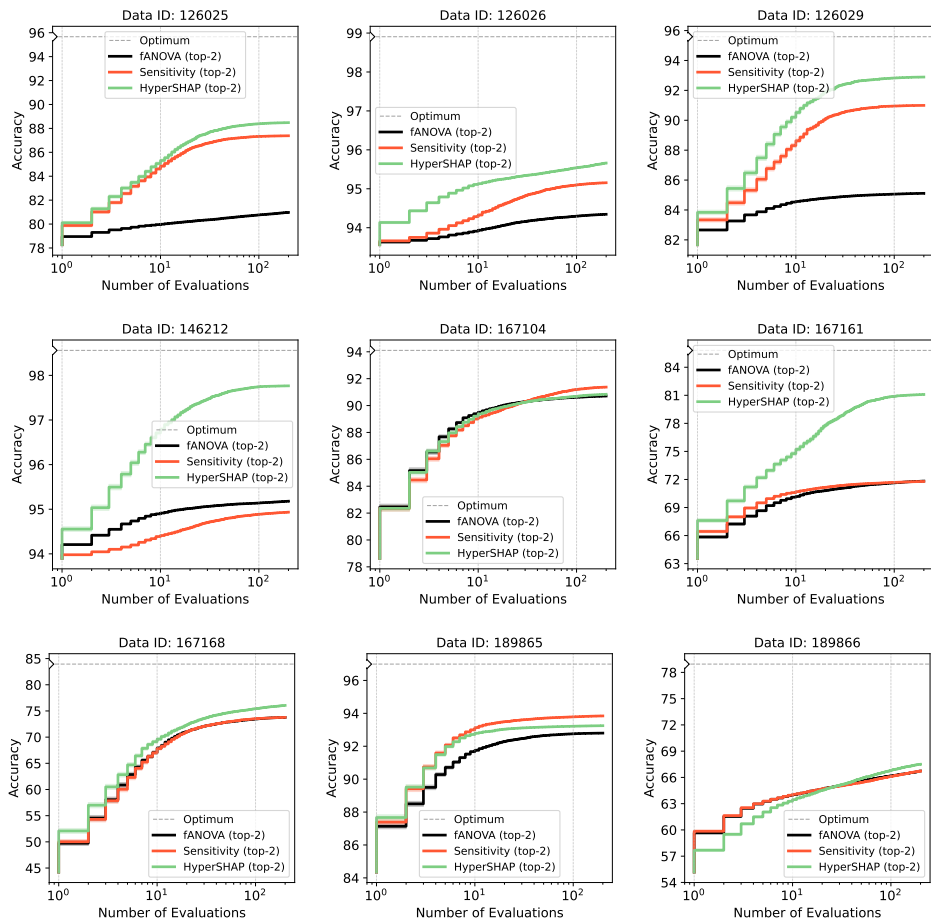 Data ID: 126025
96
94
92
90
88
86
84
82
80
78
Accuracy
Optimum
fANOVA (top-2)
Sensitivity (top-2)
HyperSHAP (top-2)
10^0
10^1
10^2
Number of Evaluations
Data ID: 126026
99
98
97
96
95
94
Accuracy
Optimum
fANOVA (top-2)
Sensitivity (top-2)
HyperSHAP (top-2)
10^0
10^1
10^2
Number of Evaluations
Data ID: 126029
96
94
92
90
88
86
84
82
Accuracy
Optimum
fANOVA (top-2)
Sensitivity (top-2)
HyperSHAP (top-2)
10^0
10^1
10^2
Number of Evaluations
Data ID: 146212
98
97
96
95
94
Accuracy
Optimum
fANOVA (top-2)
Sensitivity (top-2)
HyperSHAP (top-2)
10^0
10^1
10^2
Number of Evaluations
Data ID: 167104
94
92
90
88
86
84
82
80
78
Accuracy
Optimum
fANOVA (top-2)
Sensitivity (top-2)
HyperSHAP (top-2)
10^0
10^1
10^2
Number of Evaluations
Data ID: 167161
84
81
78
75
72
69
66
63
Accuracy
Optimum
fANOVA (top-2)
Sensitivity (top-2)
HyperSHAP (top-2)
10^0
10^1
10^2
Number of Evaluations
Data ID: 167168
85
80
75
70
65
60
55
50
45
Accuracy
Optimum
fANOVA (top-2)
Sensitivity (top-2)
HyperSHAP (top-2)
10^0
10^1
10^2
Number of Evaluations
Data ID: 189865
96
94
92
90
88
86
84
Accuracy
Optimum
fANOVA (top-2)
Sensitivity (top-2)
HyperSHAP (top-2)
10^0
10^1
10^2
Number of Evaluations
Data ID: 189866
78
75
72
69
66
63
60
57
54
Accuracy
Optimum
fANOVA (top-2)
Sensitivity (top-2)
HyperSHAP (top-2)
10^0
10^1
10^2
Number of Evaluations